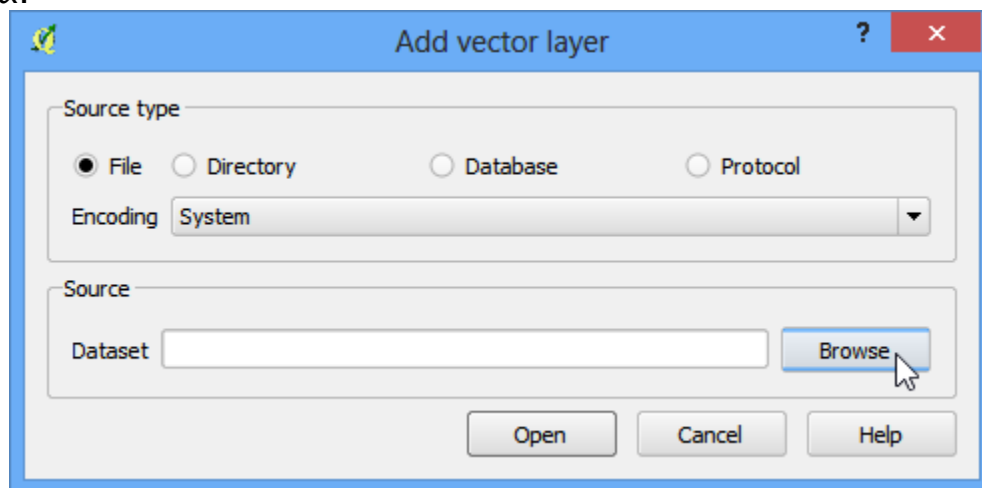 Add vector layer ?
Source type
File Directory Database Protocol
Encoding System
Source
Dataset Browse
Open Cancel Help